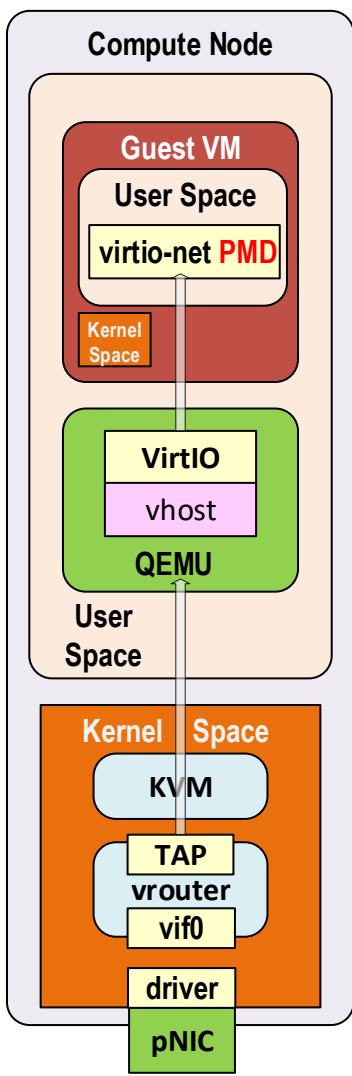 Compute Node
Guest VM
User Space
virtio-net PMD
Kernel
Space
VirtIO
vhost
QEMU
User
Space
Kernel Space
KVM
TAP
vrouter
vif0
driver
pNIC